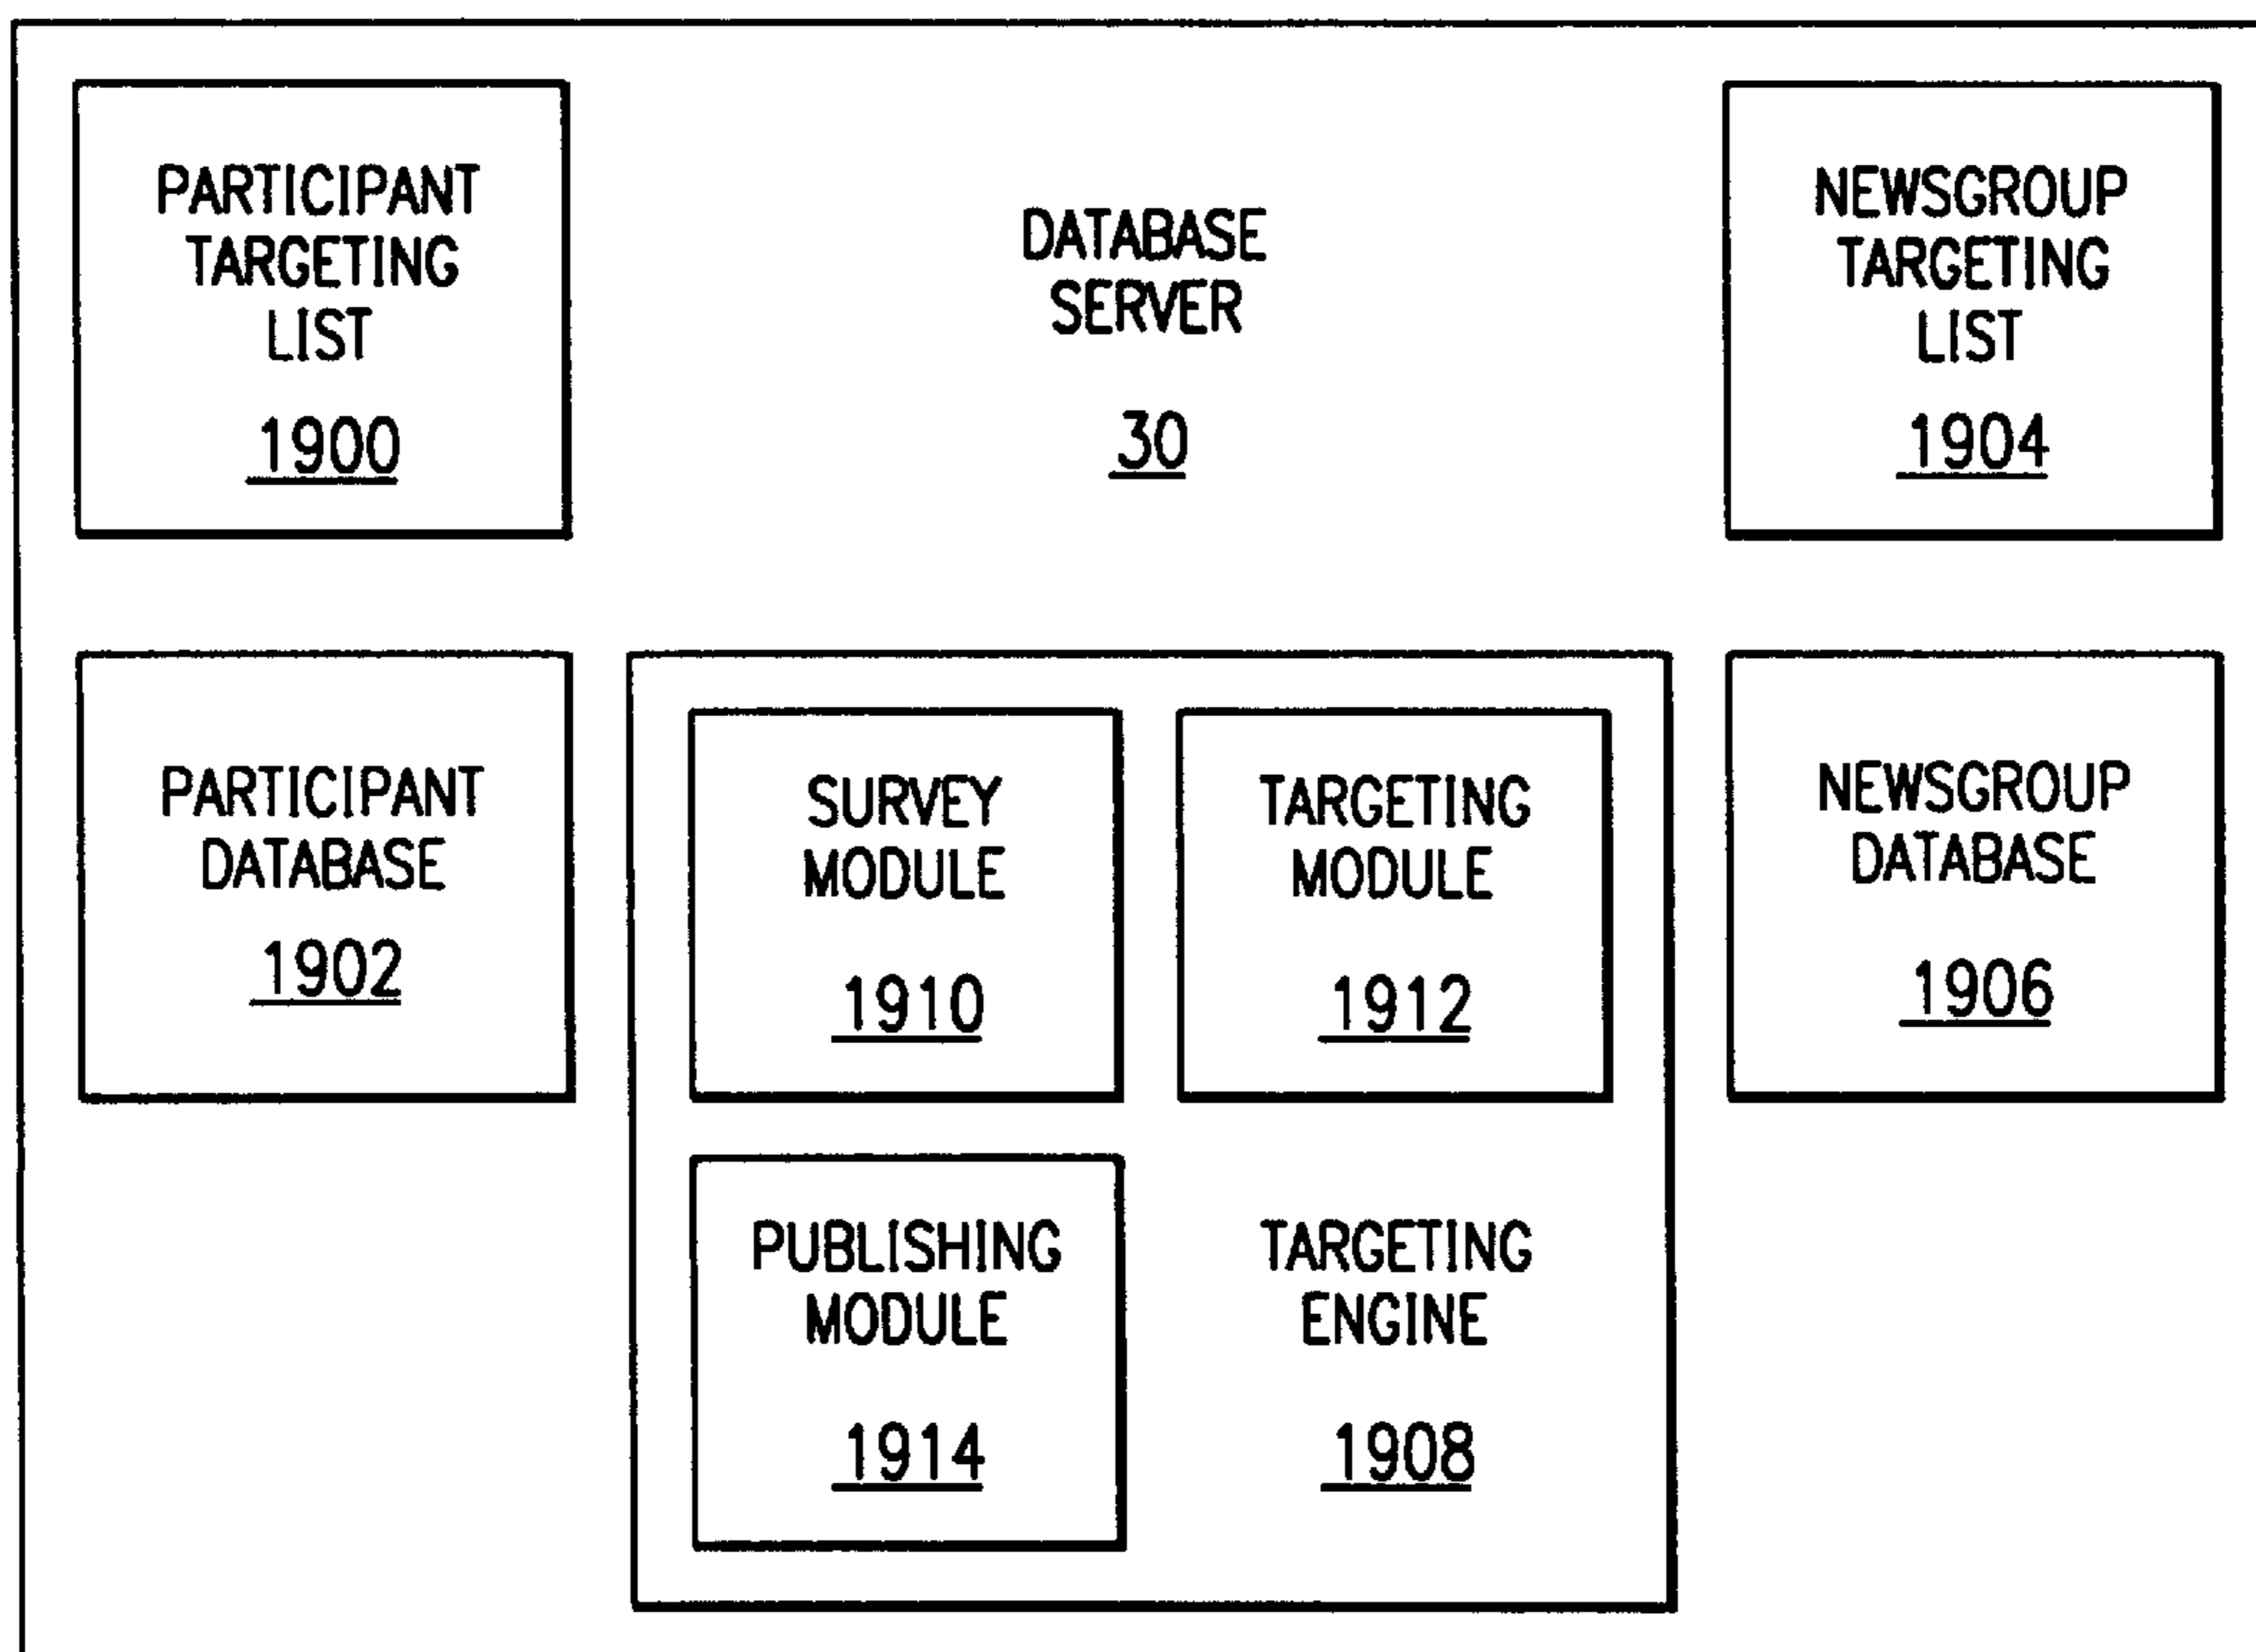 PARTICIPANT
TARGETING
LIST
1900
DATABASE
SERVER
30
NEWSGROUP
TARGETING
LIST
1904
PARTICIPANT
DATABASE
1902
SURVEY
MODULE
1910
TARGETING
MODULE
1912
NEWSGROUP
DATABASE
1906
PUBLISHING
MODULE
1914
TARGETING
ENGINE
1908